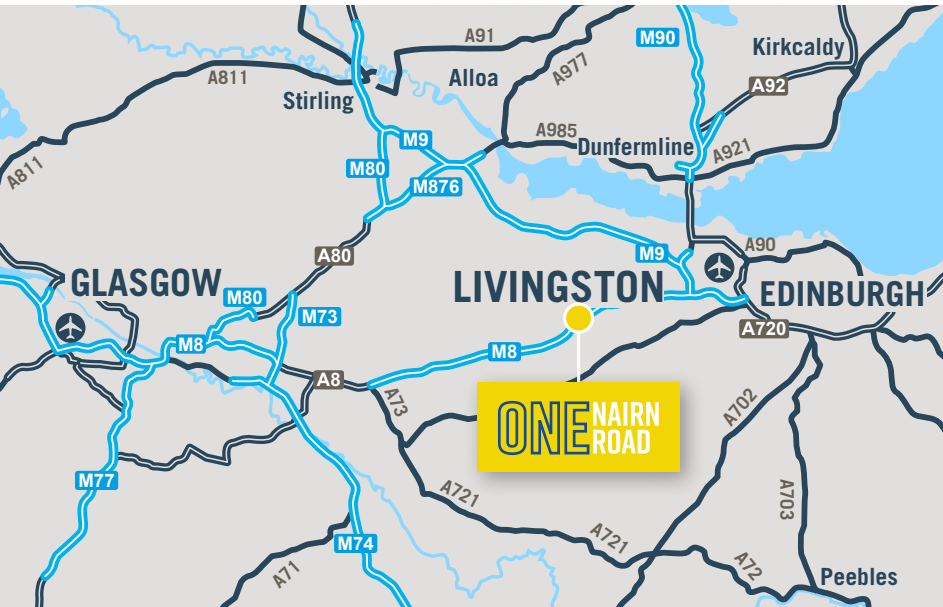 A91
M90
Kirkcaldy
A977
A811
Alloa
A92
Stirling
A985
M9
Dunfermline
A921
A811
M80
M876
A90
A80
M9
GLASGOW
LIVINGSTON
EDINBURGH
M80
M73
A720
M8
M8
A8
A73
A702
ONE NAIRN
ROAD
M77
A721
A703
A721
M74
A71
A72
Peebles